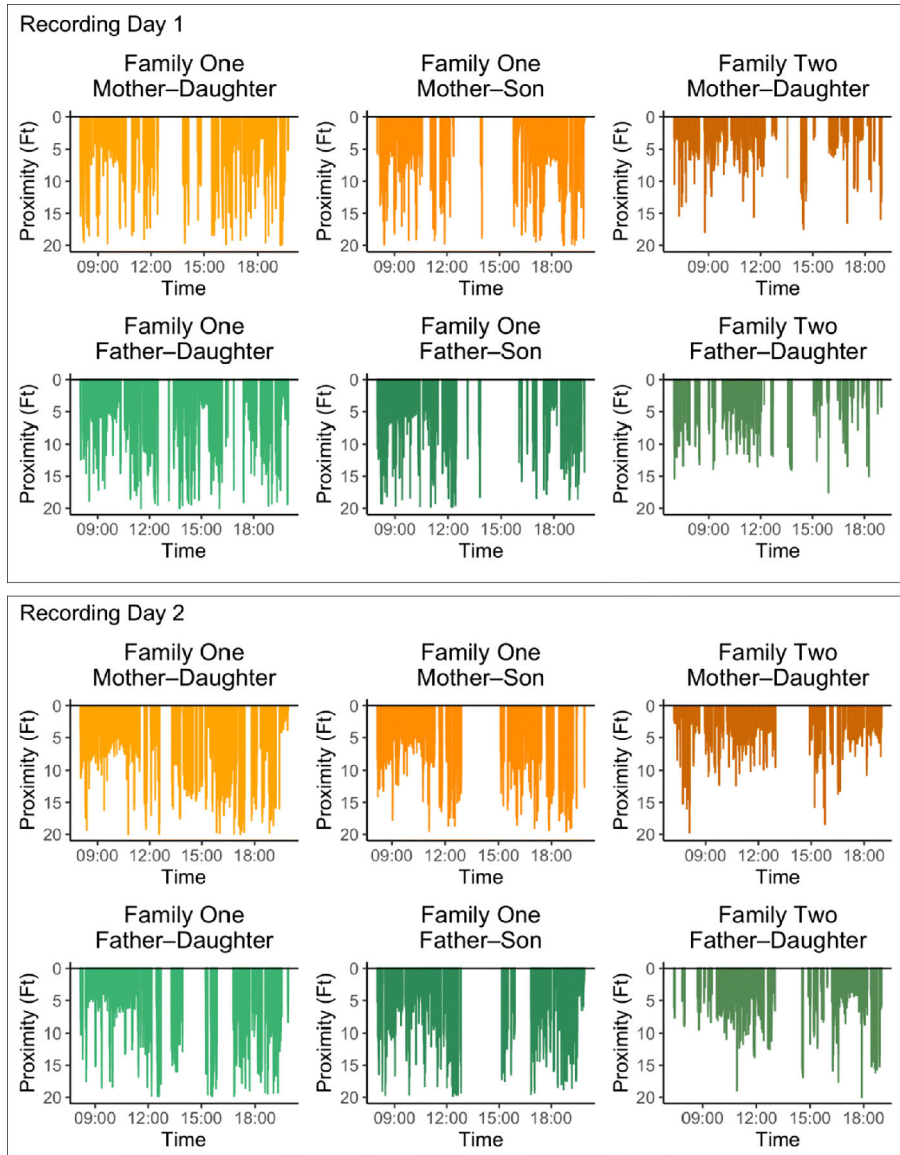 Recording Day 1
Family One
Mother–Daughter
Family One
Mother–Son
Family Two
Mother–Daughter
Proximity (Ft)
0
5
10
15
20
09:00 12:00 15:00 18:00
Time
Proximity (Ft)
0
5
10
15
20
09:00 12:00 15:00 18:00
Time
Proximity (Ft)
0
5
10
15
20
09:00 12:00 15:00 18:00
Time
Family One
Father–Daughter
Family One
Father–Son
Family Two
Father–Daughter
Proximity (Ft)
0
5
10
15
20
09:00 12:00 15:00 18:00
Time
Proximity (Ft)
0
5
10
15
20
09:00 12:00 15:00 18:00
Time
Proximity (Ft)
0
5
10
15
20
09:00 12:00 15:00 18:00
Time
Recording Day 2
Family One
Mother–Daughter
Family One
Mother–Son
Family Two
Mother–Daughter
Proximity (Ft)
0
5
10
15
20
09:00 12:00 15:00 18:00
Time
Proximity (Ft)
0
5
10
15
20
09:00 12:00 15:00 18:00
Time
Proximity (Ft)
0
5
10
15
20
09:00 12:00 15:00 18:00
Time
Family One
Father–Daughter
Family One
Father–Son
Family Two
Father–Daughter
Proximity (Ft)
0
5
10
15
20
09:00 12:00 15:00 18:00
Time
Proximity (Ft)
0
5
10
15
20
09:00 12:00 15:00 18:00
Time
Proximity (Ft)
0
5
10
15
20
09:00 12:00 15:00 18:00
Time